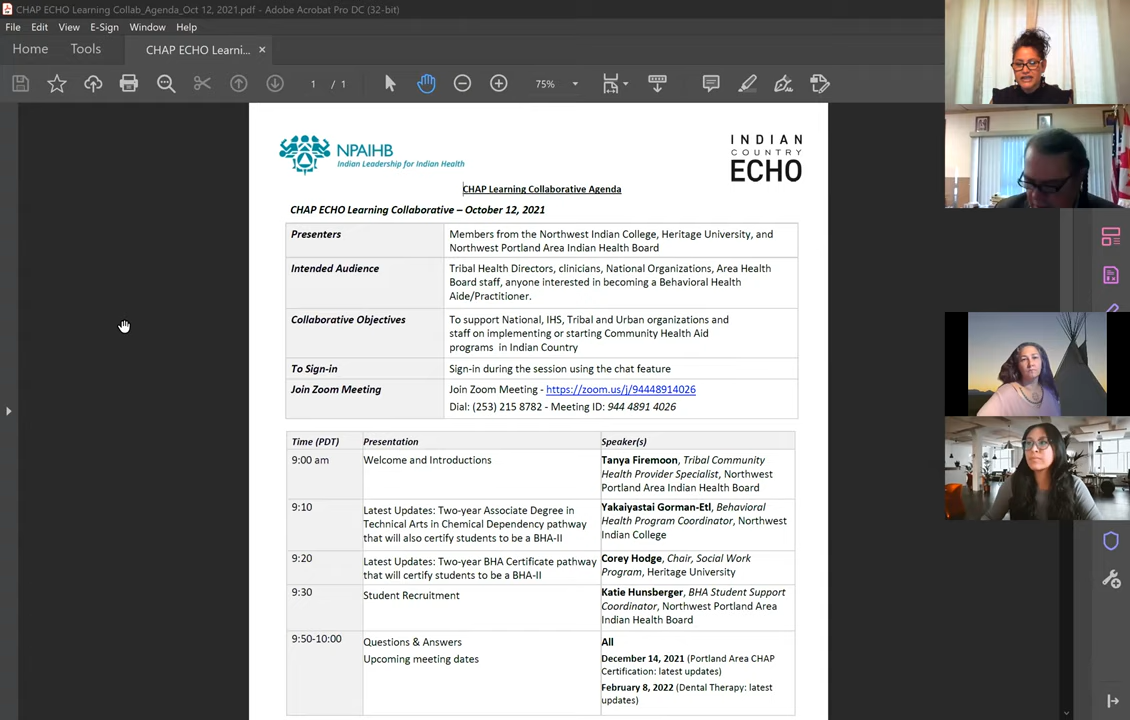 CHAP ECHO Learning Collab_Agenda_Oct 12, 2021.pdf - Adobe Acrobat Pro DC (32-bit)
File Edit View E-Sign Window Help
Home Tools CHAP ECHO Learni... ×
1 / 1 75%
NPAIHB
Indian Leadership for Indian Health
INDIAN
COUNTRY
ECHO
CHAP Learning Collaborative Agenda
CHAP ECHO Learning Collaborative – October 12, 2021
Presenters
Members from the Northwest Indian College, Heritage University, and
Northwest Portland Area Indian Health Board
Intended Audience
Tribal Health Directors, clinicians, National Organizations, Area Health
Board staff, anyone interested in becoming a Behavioral Health
Aide/Practitioner.
Collaborative Objectives
To support National, IHS, Tribal and Urban organizations and
staff on implementing or starting Community Health Aid
programs in Indian Country
To Sign-in
Sign-in during the session using the chat feature
Join Zoom Meeting
Join Zoom Meeting - https://zoom.us/j/94448914026
Dial: (253) 215 8782 - Meeting ID: 944 4891 4026
Time (PDT) Presentation Speaker(s)
9:00 am
Welcome and Introductions
Tanya Firemoon, Tribal Community
Health Provider Specialist, Northwest
Portland Area Indian Health Board
9:10
Latest Updates: Two-year Associate Degree in
Technical Arts in Chemical Dependency pathway
that will also certify students to be a BHA-II
Yakaiyastai Gorman-Etl, Behavioral
Health Program Coordinator, Northwest
Indian College
9:20
Latest Updates: Two-year BHA Certificate pathway
that will certify students to be a BHA-II
Corey Hodge, Chair, Social Work
Program, Heritage University
9:30
Student Recruitment
Katie Hunsberger, BHA Student Support
Coordinator, Northwest Portland Area
Indian Health Board
9:50-10:00
Questions & Answers
Upcoming meeting dates
All
December 14, 2021 (Portland Area CHAP
Certification: latest updates)
February 8, 2022 (Dental Therapy: latest
updates)